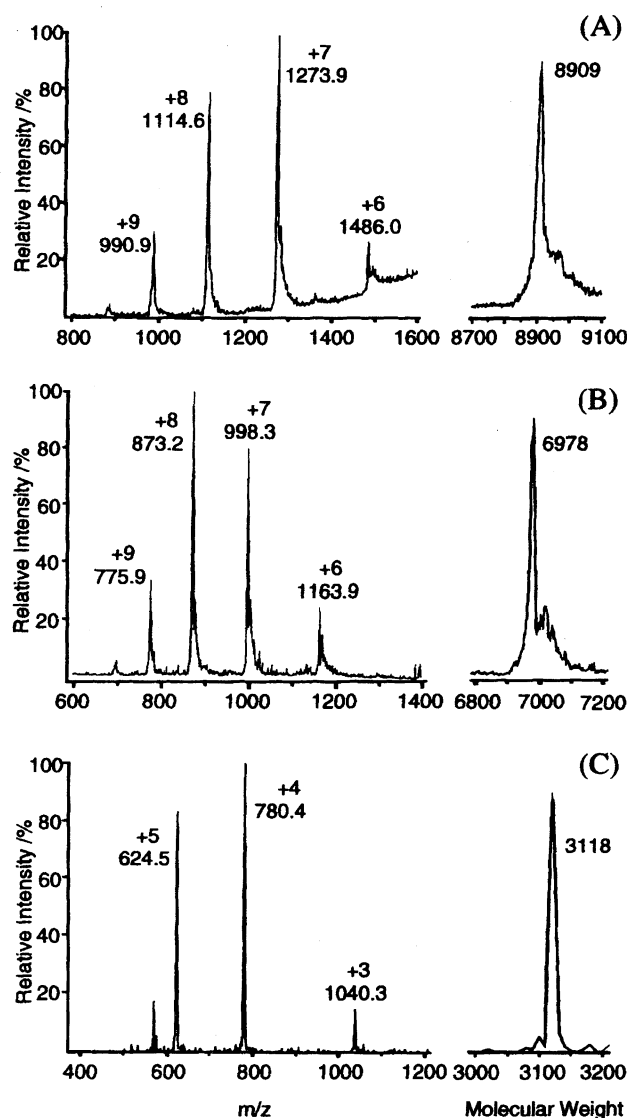 (A)
Relative Intensity /%
100
80
60
40
20
+9
990.9
+8
1114.6
+7
1273.9
+6
1486.0
800 1000 1200 1400 1600
8909
8700 8900 9100
(B)
Relative Intensity /%
100
80
60
40
20
+9
775.9
+8
873.2
+7
998.3
+6
1163.9
600 800 1000 1200 1400
6978
6800 7000 7200
(C)
Relative Intensity /%
100
80
60
40
20
+5
624.5
+4
780.4
+3
1040.3
400 600 800 1000 1200
m/z
3118
3000 3100 3200
Molecular Weight